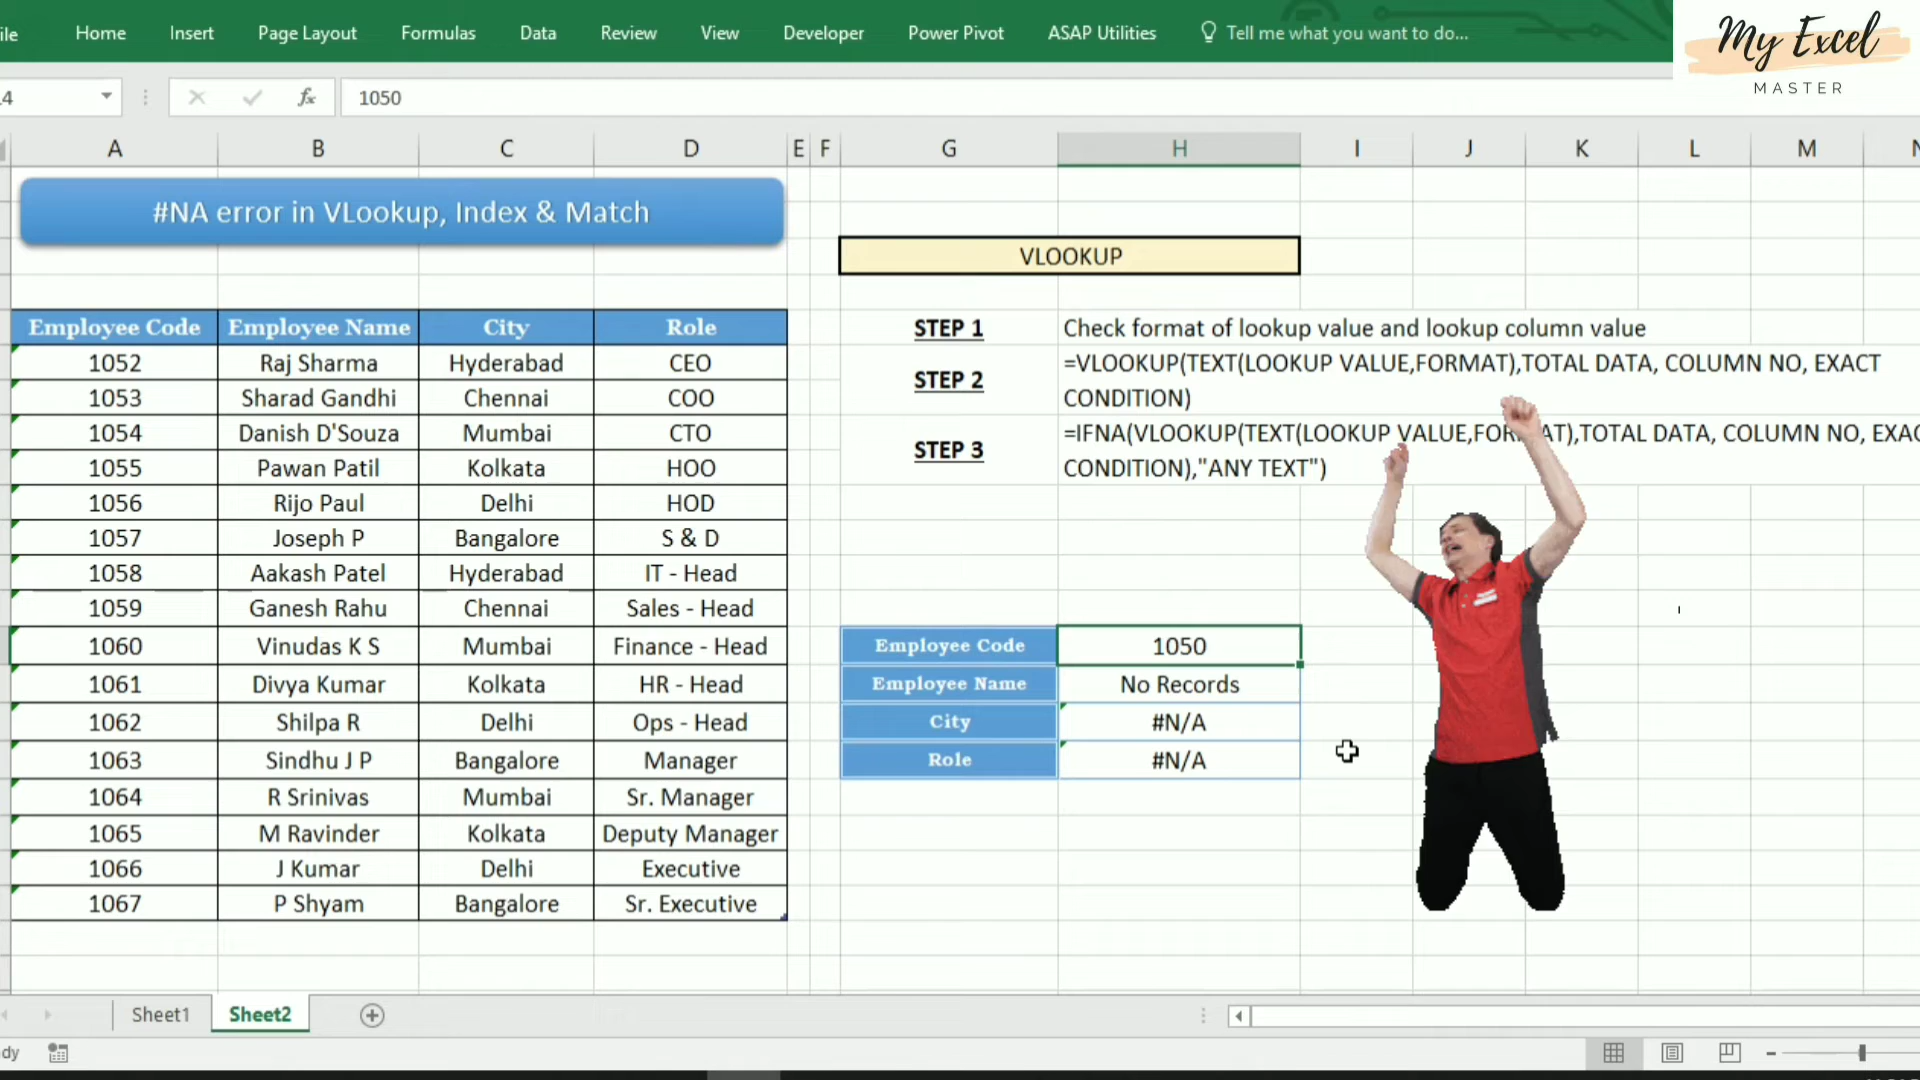 ile Home Insert Page Layout Formulas Data Review View Developer Power Pivot ASAP Utilities Tell me what you want to do...
My Excel
MASTER
14 fx 1050
A B C D E F G H I J K L M N
#NA error in VLookup, Index & Match
VLOOKUP
Employee Code Employee Name City Role
1052 Raj Sharma Hyderabad CEO
1053 Sharad Gandhi Chennai COO
1054 Danish D'Souza Mumbai CTO
1055 Pawan Patil Kolkata HOO
1056 Rijo Paul Delhi HOD
1057 Joseph P Bangalore S & D
1058 Aakash Patel Hyderabad IT - Head
1059 Ganesh Rahu Chennai Sales - Head
1060 Vinudas K S Mumbai Finance - Head
1061 Divya Kumar Kolkata HR - Head
1062 Shilpa R Delhi Ops - Head
1063 Sindhu J P Bangalore Manager
1064 R Srinivas Mumbai Sr. Manager
1065 M Ravinder Kolkata Deputy Manager
1066 J Kumar Delhi Executive
1067 P Shyam Bangalore Sr. Executive
STEP 1 Check format of lookup value and lookup column value
STEP 2 =VLOOKUP(TEXT(LOOKUP VALUE,FORMAT),TOTAL DATA, COLUMN NO, EXACT
CONDITION)
STEP 3 =IFNA(VLOOKUP(TEXT(LOOKUP VALUE,FORMAT),TOTAL DATA, COLUMN NO, EXAC
CONDITION),"ANY TEXT")
Employee Code 1050
Employee Name No Records
City #N/A
Role #N/A
Sheet1 Sheet2
dy